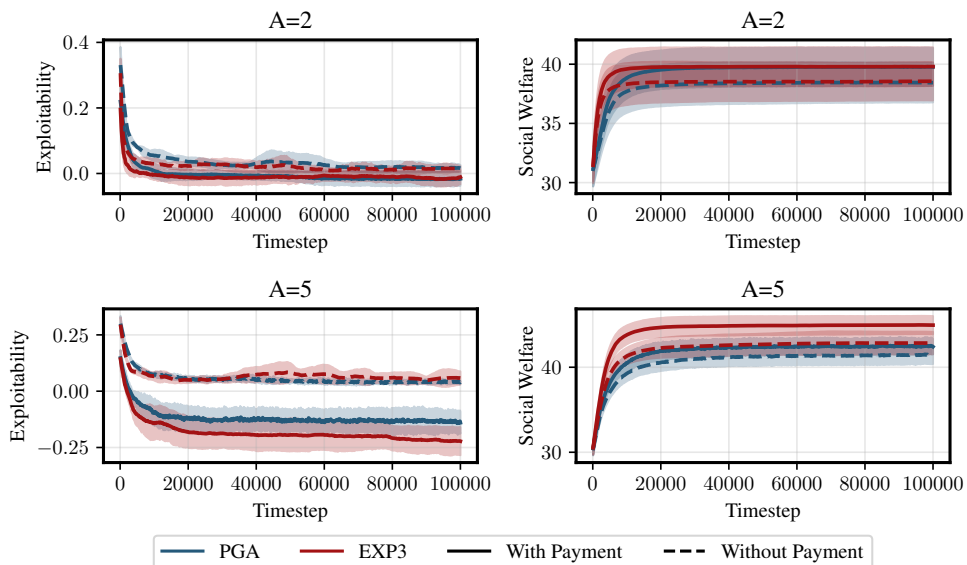 A=2
Exploitability
0.4
0.2
0.0
0 20000 40000 60000 80000 100000
Timestep
A=2
Social Welfare
40
35
30
0 20000 40000 60000 80000 100000
Timestep
A=5
Exploitability
0.25
0.00
−0.25
0 20000 40000 60000 80000 100000
Timestep
A=5
Social Welfare
40
30
0 20000 40000 60000 80000 100000
Timestep
PGA EXP3 With Payment Without Payment